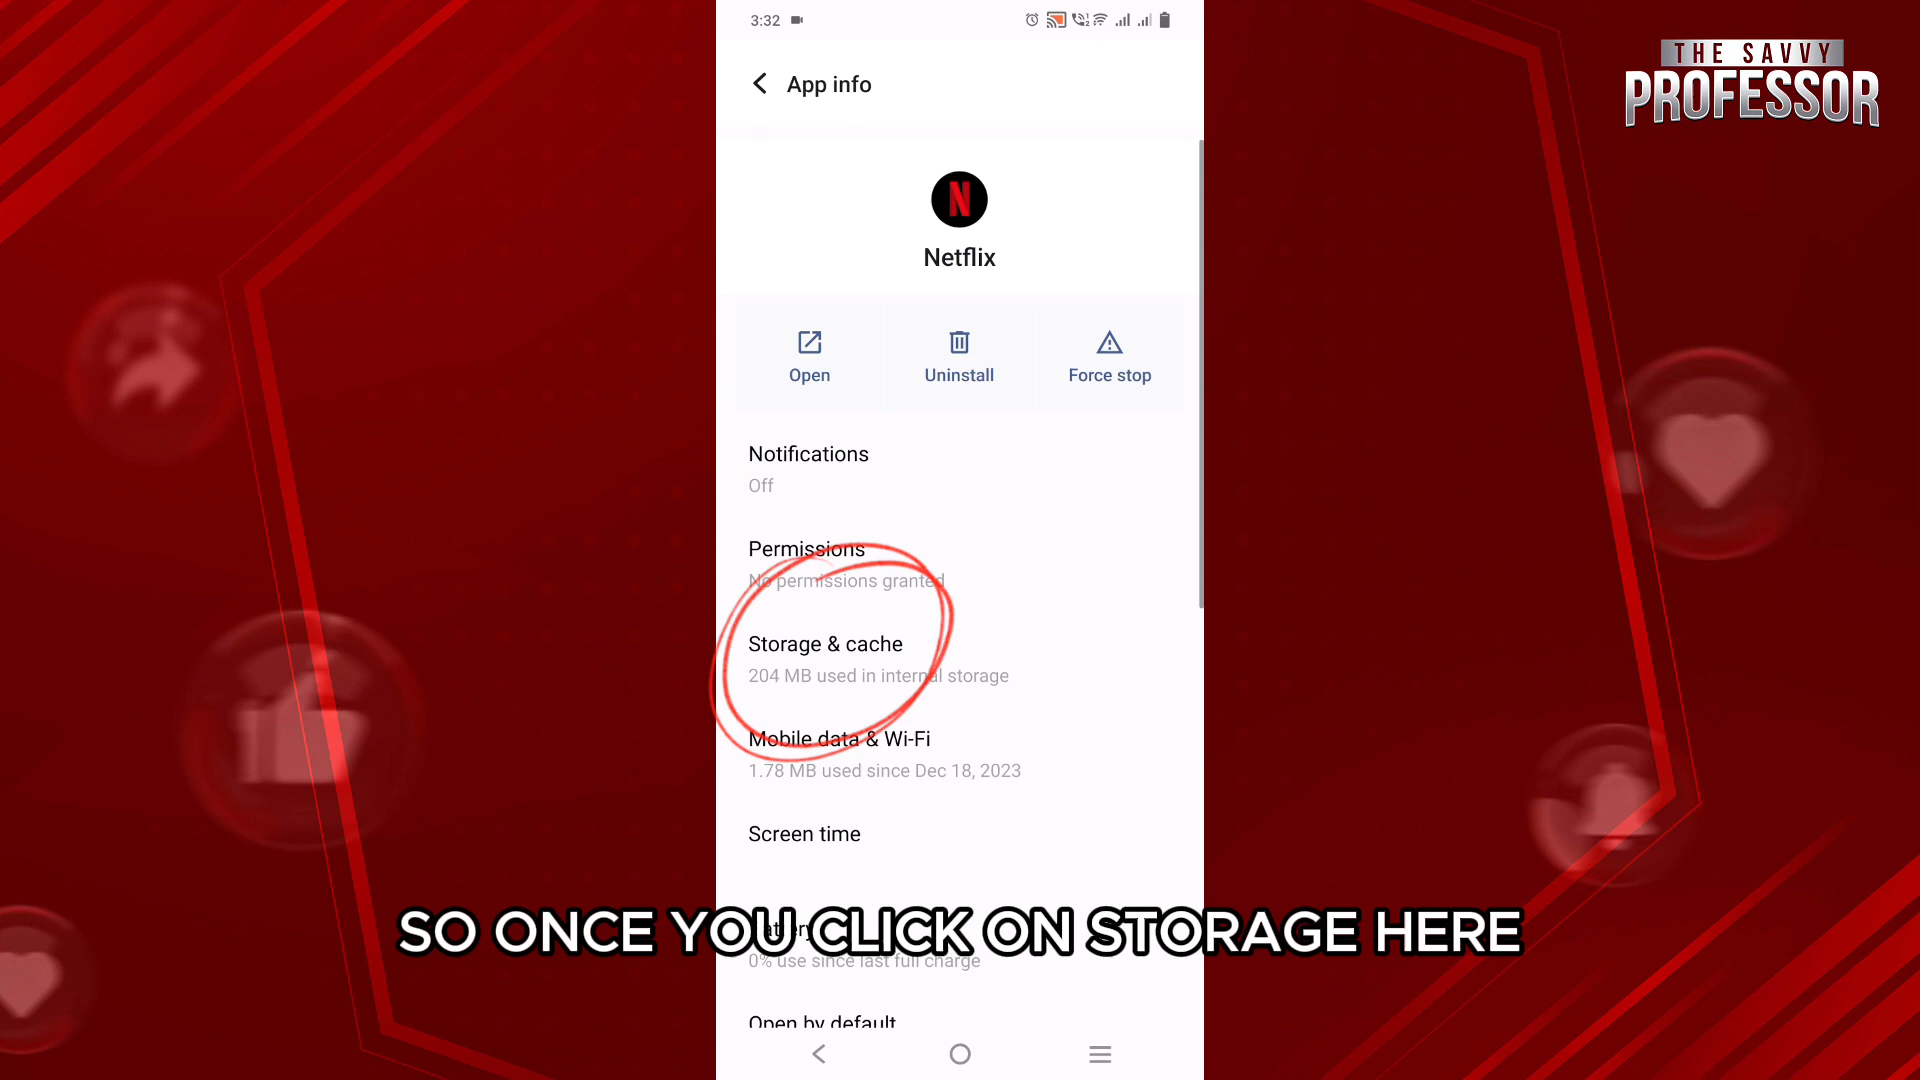 3:32
THE SAVVY
PROFESSOR
App info
N
Netflix
Open
Uninstall
Force stop
Notifications
Off
Permissions
No permissions granted
Storage & cache
204 MB used in internal storage
Mobile data & Wi-Fi
1.78 MB used since Dec 18, 2023
Screen time
SO ONCE YOU CLICK ON STORAGE HERE
0% use since last full charge
Open by default